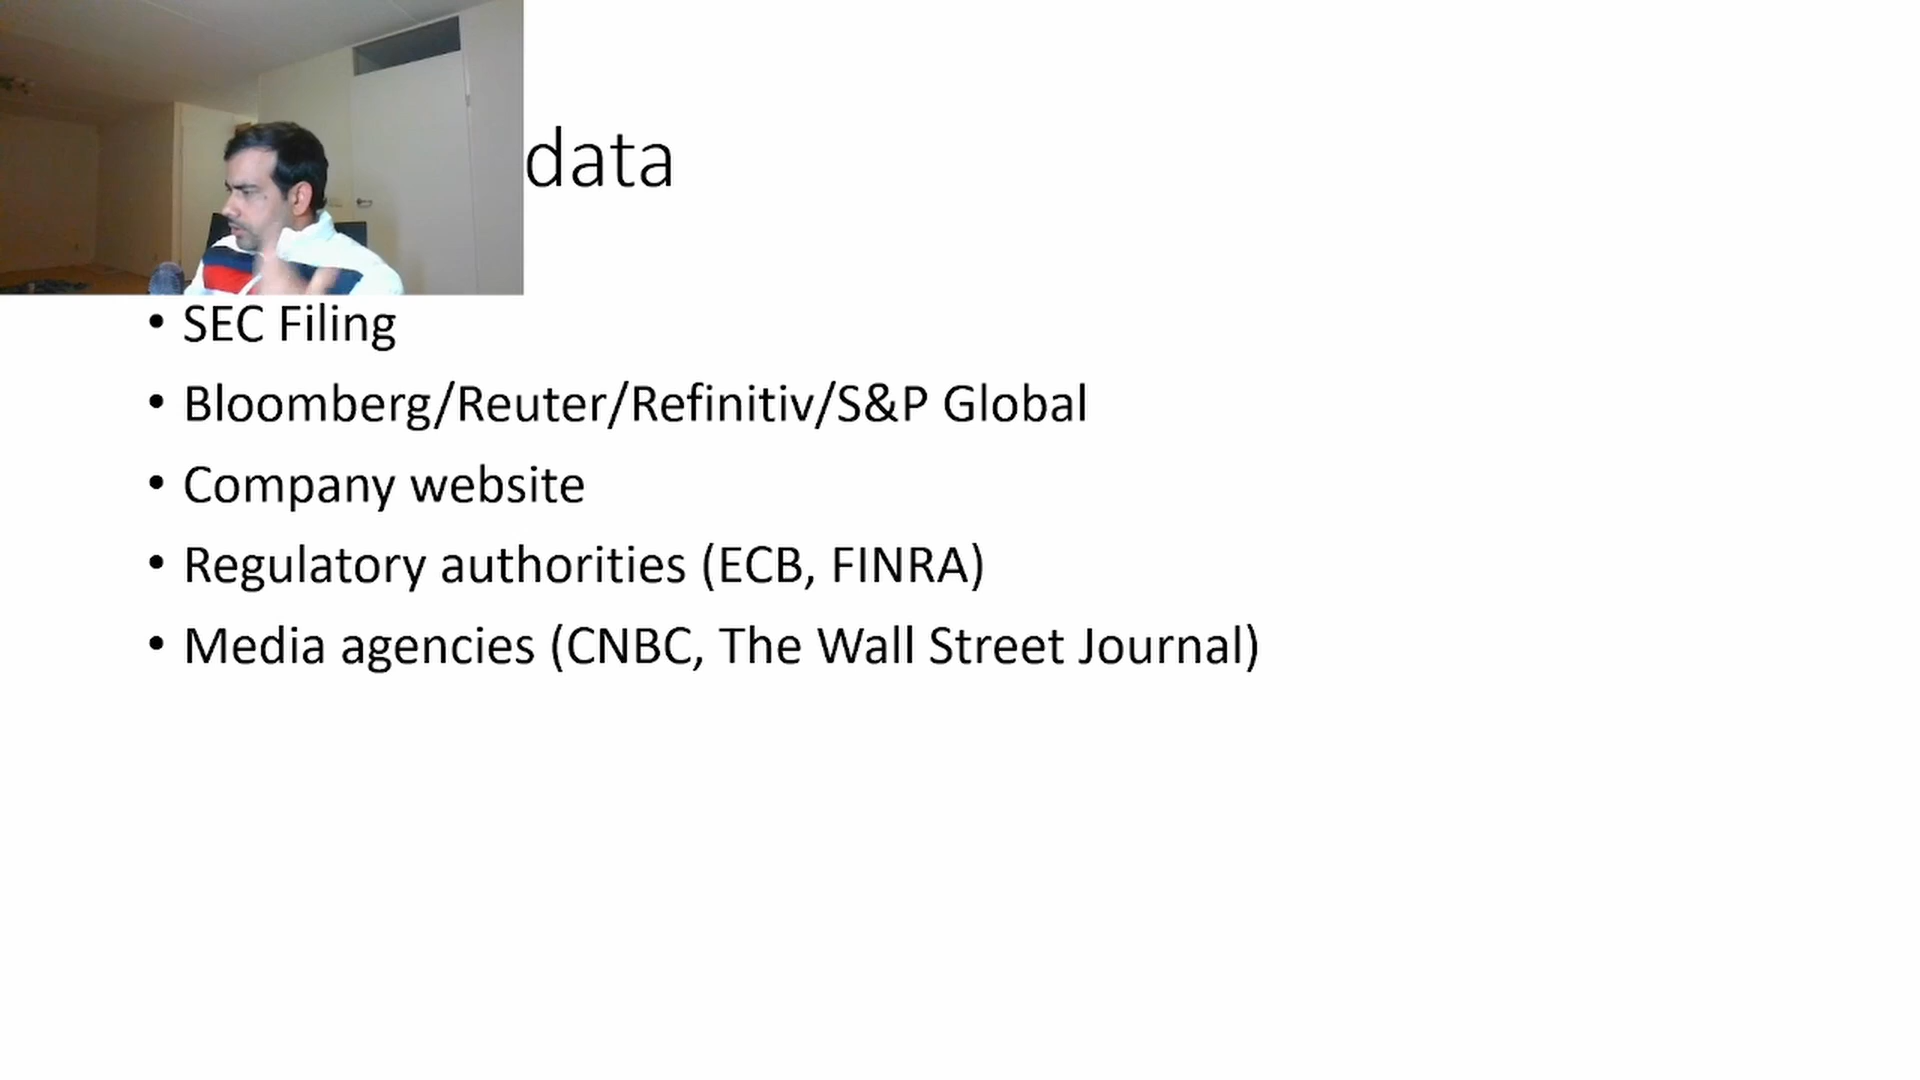 data
• SEC Filing
• Bloomberg/Reuter/Refinitiv/S&P Global
• Company website
• Regulatory authorities (ECB, FINRA)
• Media agencies (CNBC, The Wall Street Journal)